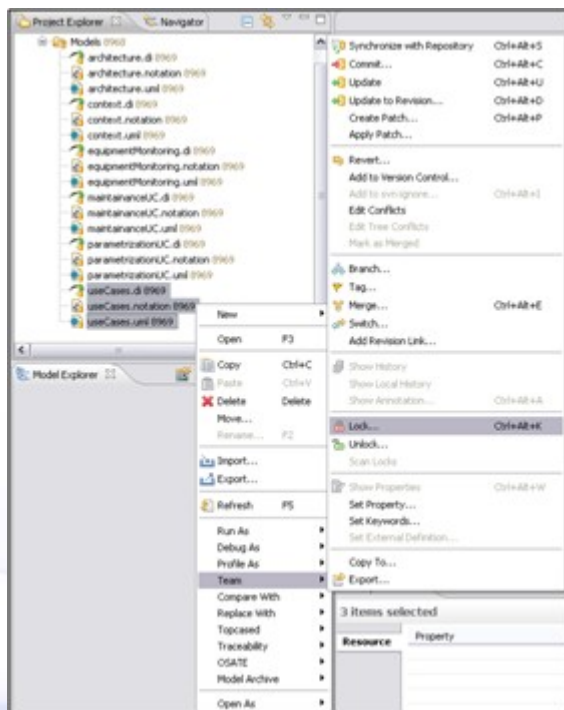 Project Explorer
Navigator
Models 8968
architecture.di 8969
architecture.notation 8969
architecture.uml 8969
context.di 8969
context.notation 8969
context.uml 8969
equipmentMonitoring.di 8969
equipmentMonitoring.notation 8969
equipmentMonitoring.uml 8969
maintainanceUC.di 8969
maintainanceUC.notation 8969
maintainanceUC.uml 8969
parametrizationUC.di 8969
parametrizationUC.notation 8969
parametrizationUC.uml 8969
useCases.di 8969
useCases.notation 8969
useCases.uml 8969
Model Explorer
New
Open F3
Copy Ctrl+C
Paste Ctrl+V
Delete Delete
Move...
Rename... F2
Import...
Export...
Refresh F5
Run As
Debug As
Profile As
Team
Compare With
Replace With
Topcased
Traceability
OSATE
Model Archive
Open As
Synchronize with Repository Ctrl+Alt+S
Commit... Ctrl+Alt+C
Update Ctrl+Alt+U
Update to Revision... Ctrl+Alt+D
Create Patch... Ctrl+Alt+P
Apply Patch...
Revert...
Add to Version Control...
Add to svn:ignore... Ctrl+Alt+I
Edit Conflicts
Edit Tree Conflicts
Mark as Merged
Branch...
Tag...
Merge... Ctrl+Alt+E
Switch...
Add Revision Link...
Show History
Show Local History
Show Annotation... Ctrl+Alt+A
Lock... Ctrl+Alt+K
Unlock...
Scan Locks
Show Properties Ctrl+Alt+W
Set Property...
Set Keywords...
Set External Definition...
Copy To...
Export...
3 items selected
Resource
Property